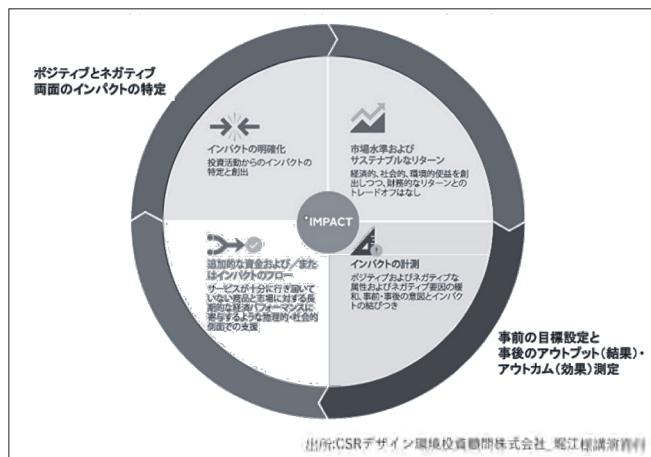 ポジティブとネガティブ
両面のインパクトの特定
インパクトの明確化
投資活動からのインパクトの
特定と創出
市場水準および
サステナブルなリターン
経済的、社会的、環境的便益を創
出しつつ、財務的なリターンとの
トレードオフはなし
IMPACT
追加的な資金および／また
はインパクトのフロー
サービスが十分に行き届いて
いない商品と市場に対する長
期的な経済パフォーマンスに
寄与するような物理的・社会的
側面での支援
インパクトの計測
ポジティブおよびネガティブな
属性およびネガティブ要因の緩
和、事前・事後の意図とインパクト
の結びつき
事前の目標設定と
事後のアウトプット（結果）・
アウトカム（効果）測定
出所:CSRデザイン環境投資顧問株式会社_堀江様講演資料